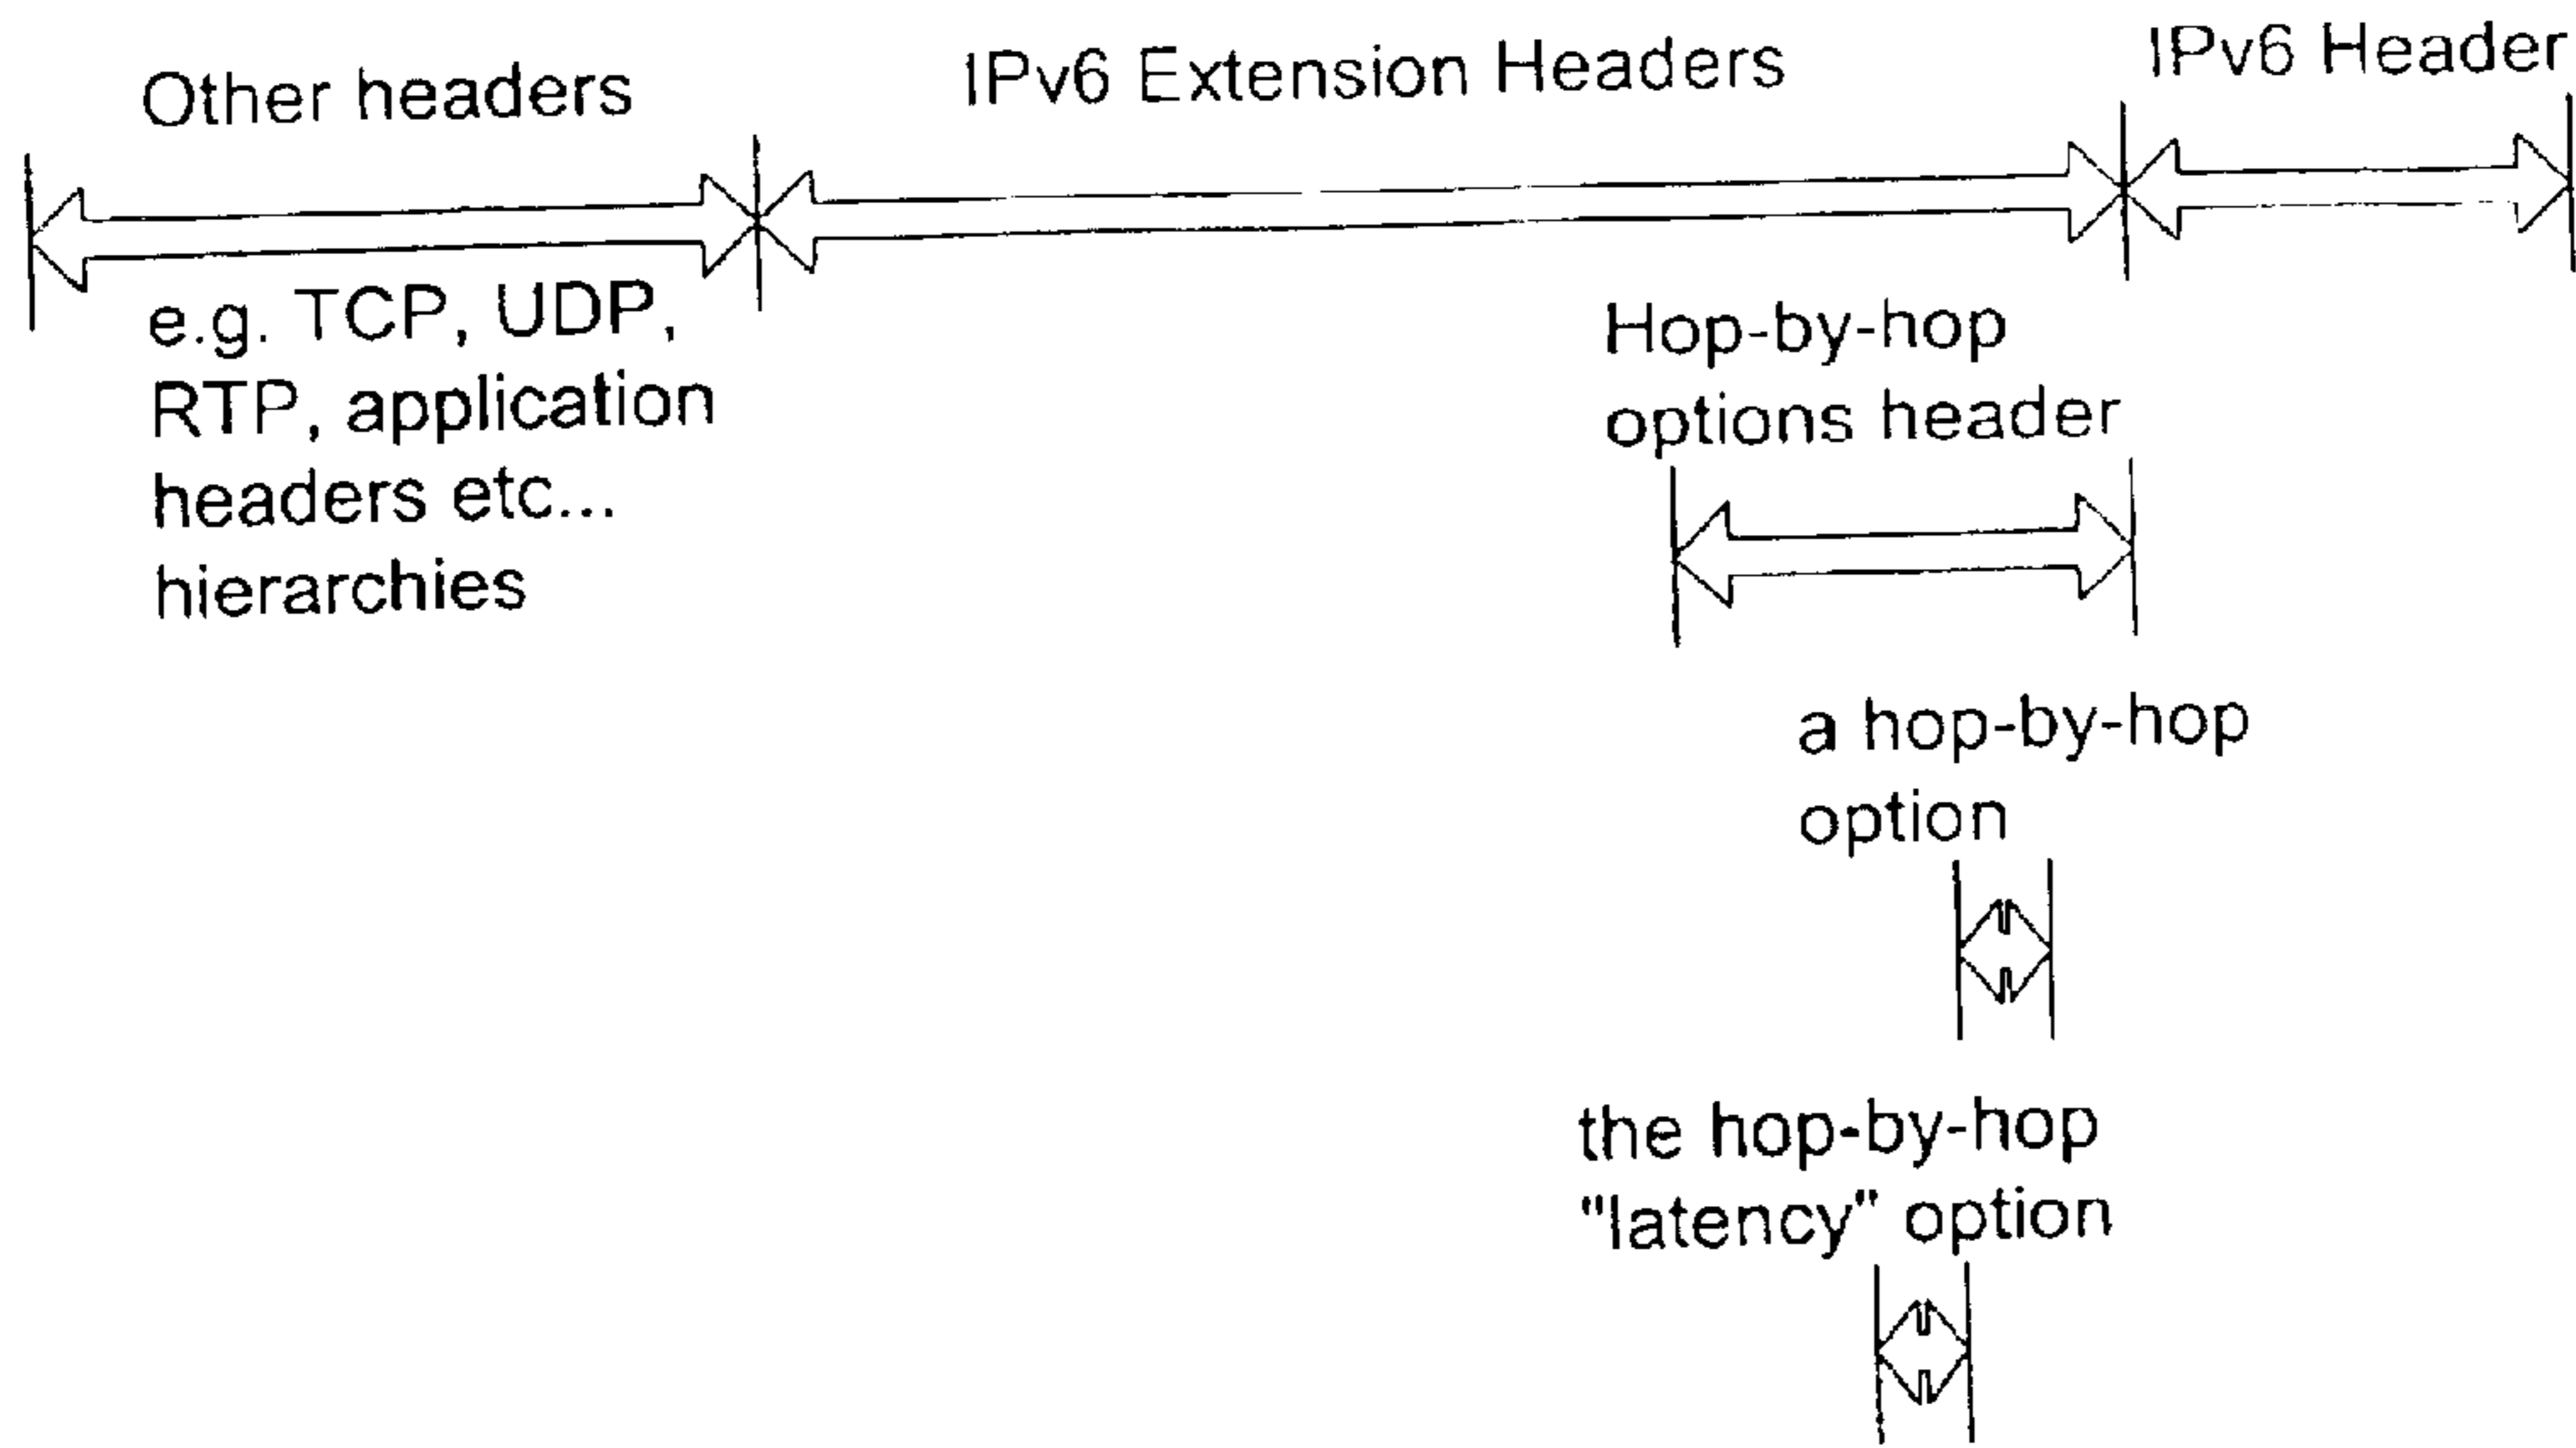 Other headers
IPv6 Extension Headers
IPv6 Header
e.g. TCP, UDP,
RTP, application
headers etc...
hierarchies
Hop-by-hop
options header
a hop-by-hop
option
the hop-by-hop
"latency" option